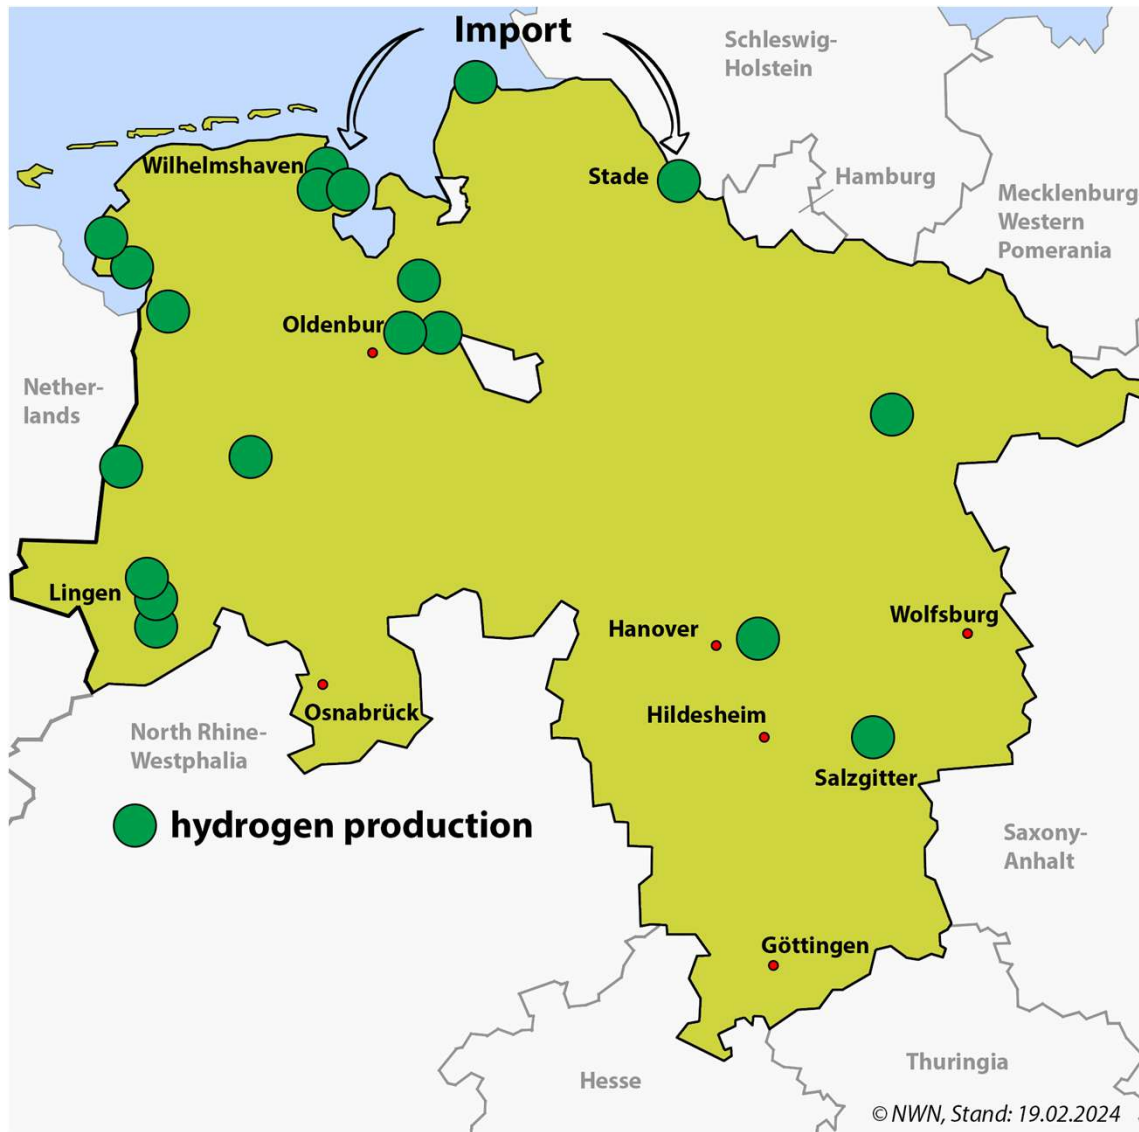 Import
Schleswig-
Holstein
Wilhelmshaven
Stade
Hamburg
Mecklenburg
Western
Pomerania
Oldenbur
Nether-
lands
Lingen
Hanover
Wolfsburg
Osnabrück
Hildesheim
North Rhine-
Westphalia
Salzgitter
hydrogen production
Saxony-
Anhalt
Göttingen
Hesse
Thuringia
© NWN, Stand: 19.02.2024